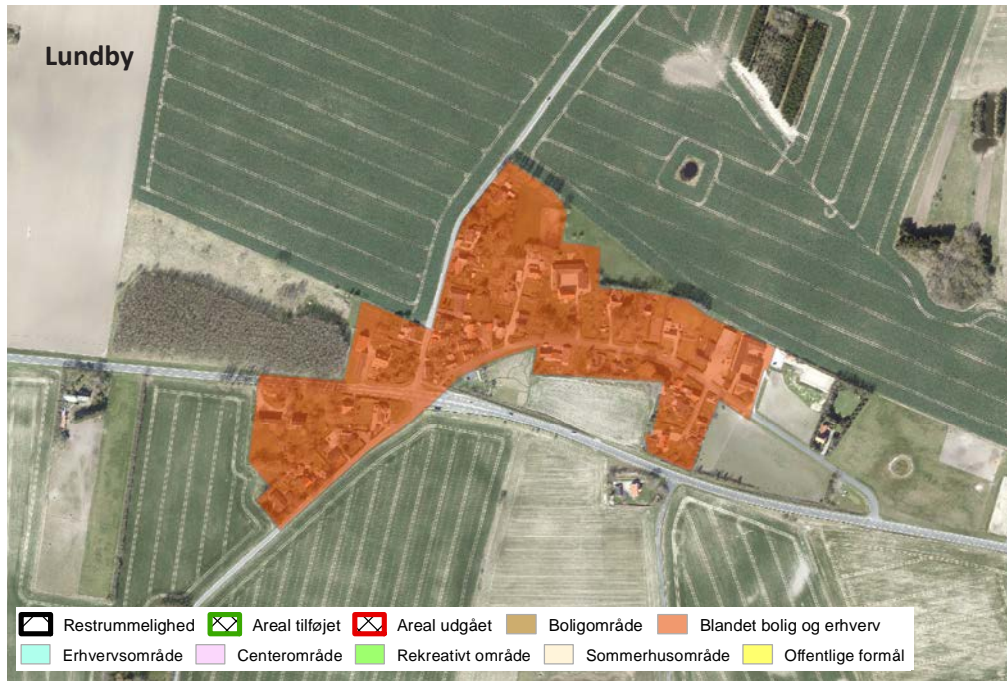 Lundby
Restrummelighed Areal tilføjet Areal udgået Boligområde Blandet bolig og erhverv
Erhvervsområde Centerområde Rekreativt område Sommerhusområde Offentlige formål